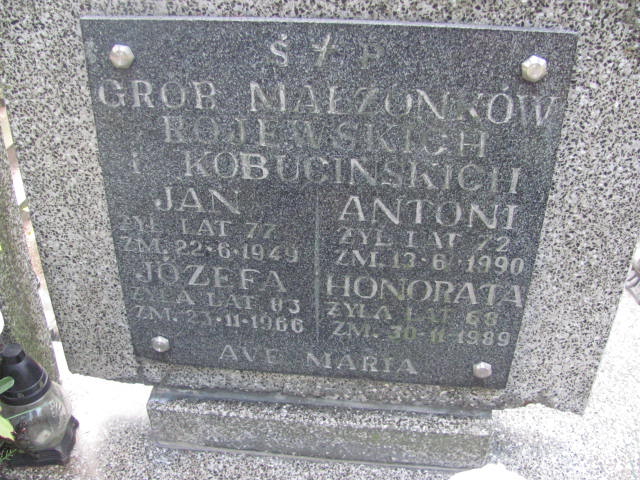 Ś † P
GRÓB MAŁŻONKÓW
ROJEWSKICH
i KOBUCIŃSKICH
JAN
ŻYŁ LAT 77
ZM. 22-6-1949
JÓZEFA
ŻYŁA LAT 83
ZM. 23-11-1966
ANTONI
ŻYŁ LAT 72
ZM. 13-6-1990
HONORATA
ŻYŁA LAT 68
ZM. 30-11-1989
AVE MARIA